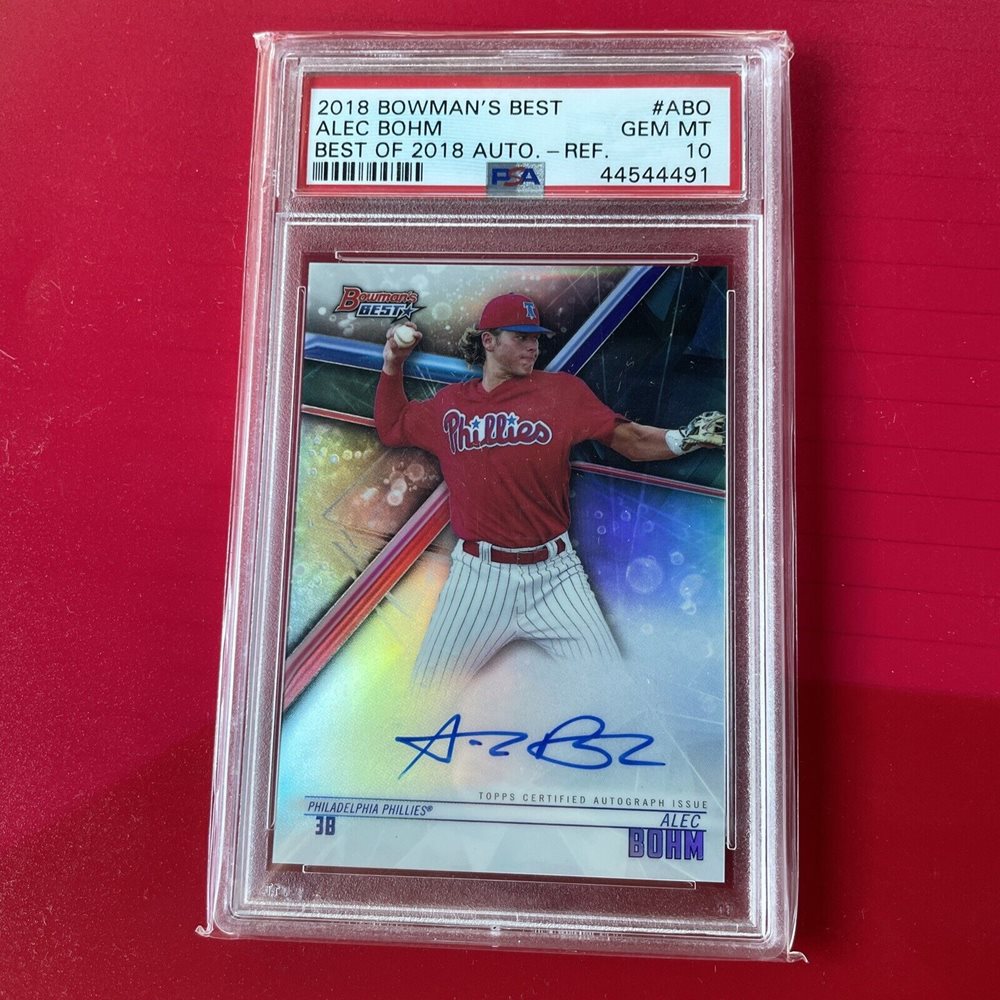 2018 BOWMAN'S BEST #ABO
ALEC BOHM GEM MT
BEST OF 2018 AUTO.-REF. 10
PSA 44544491
Bowman's
BEST
T
Phillies
TOPPS CERTIFIED AUTOGRAPH ISSUE
PHILADELPHIA PHILLIES®
3B
ALEC
BOHM